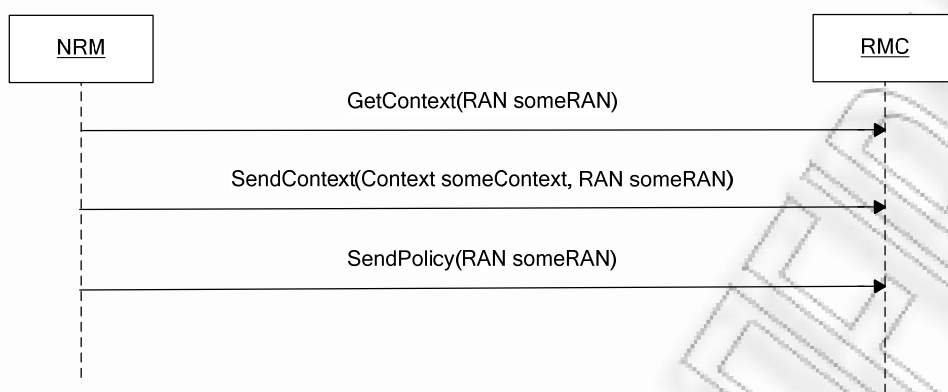 NRM
RMC
GetContext(RAN someRAN)
SendContext(Context someContext, RAN someRAN)
SendPolicy(RAN someRAN)